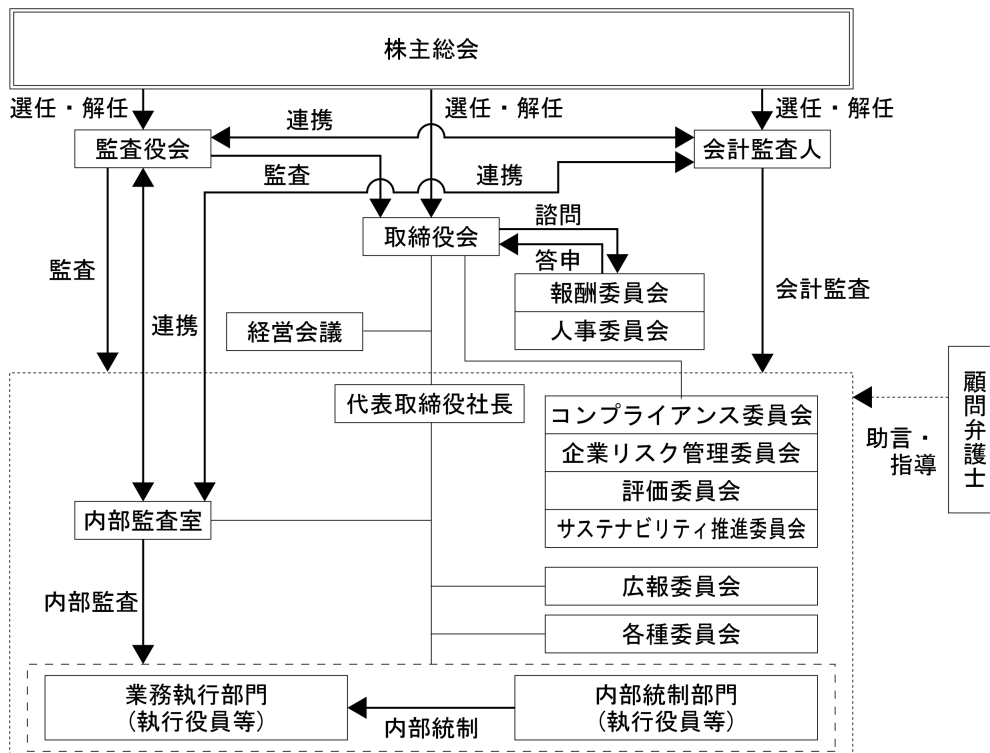 株主総会
選任・解任
選任・解任
選任・解任
連携
監査役会
会計監査人
監査
連携
取締役会
諮問
答申
監査
報酬委員会
人事委員会
会計監査
連携
経営会議
代表取締役社長
コンプライアンス委員会
企業リスク管理委員会
評価委員会
サステナビリティ推進委員会
顧問弁護士
助言・
指導
内部監査室
内部監査
広報委員会
各種委員会
業務執行部門
(執行役員等)
内部統制
内部統制部門
(執行役員等)